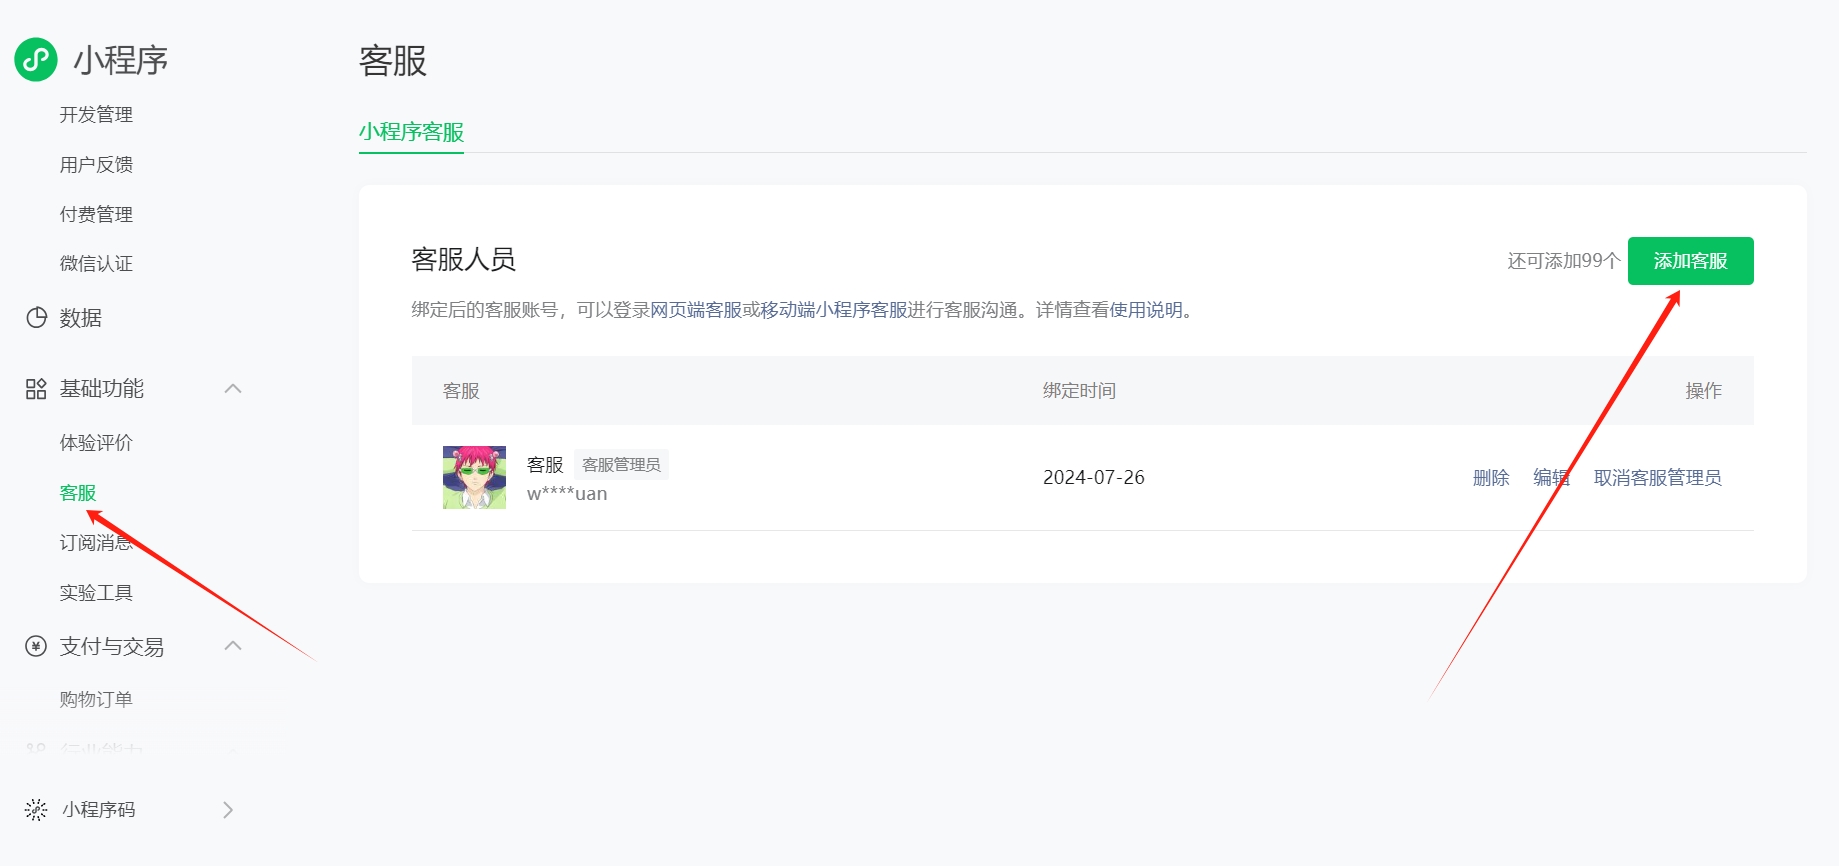 小程序
开发管理
用户反馈
付费管理
微信认证
数据
基础功能
体验评价
客服
订阅消息
实验工具
支付与交易
购物订单
行业能力
小程序码
客服
小程序客服
客服人员
还可添加99个 添加客服
绑定后的客服账号，可以登录网页端客服或移动端小程序客服进行客服沟通。详情查看使用说明。
客服 绑定时间 操作
客服 客服管理员
w****uan
2024-07-26
删除 编辑 取消客服管理员